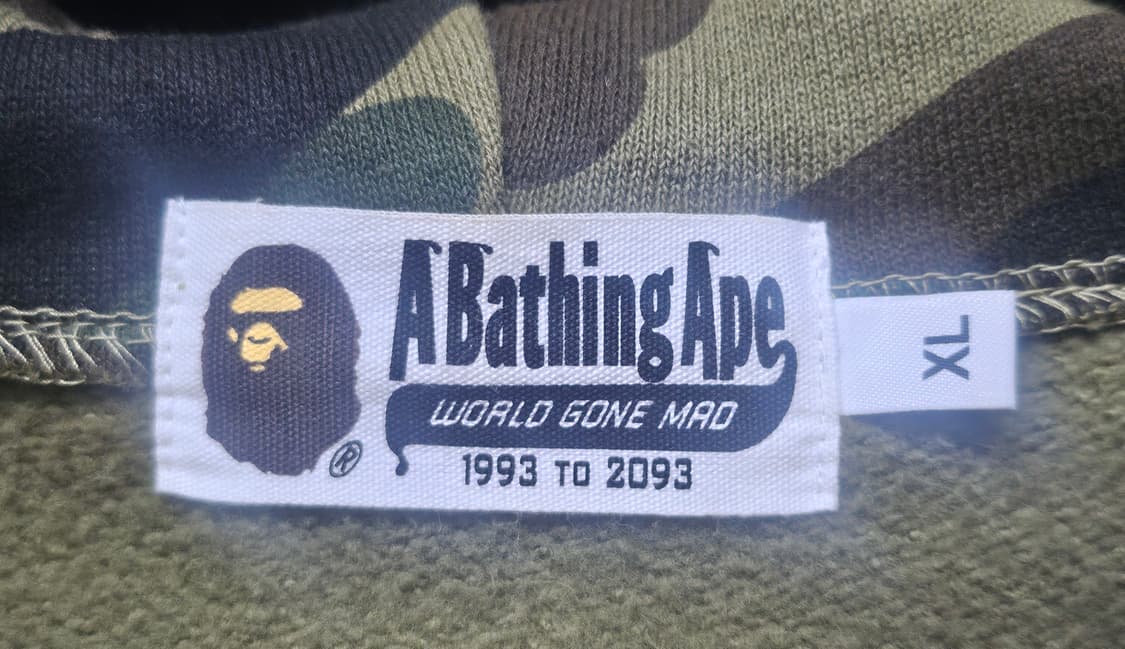 A Bathing Ape
WORLD GONE MAD
1993 TO 2093
®
XL